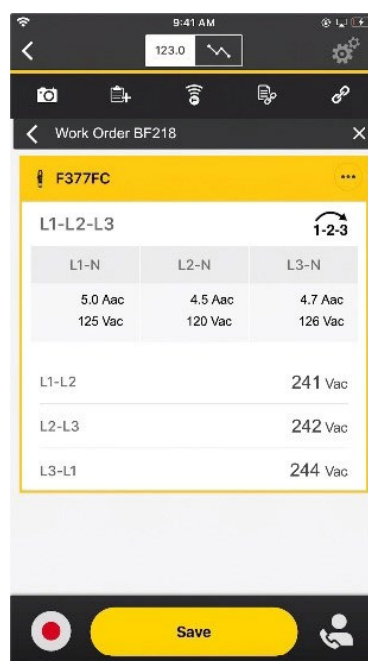 9:41 AM
123.0
Work Order BF218
F377FC
L1-L2-L3
1-2-3
L1-N L2-N L3-N
5.0 Aac 4.5 Aac 4.7 Aac
125 Vac 120 Vac 126 Vac
L1-L2 241 Vac
L2-L3 242 Vac
L3-L1 244 Vac
Save